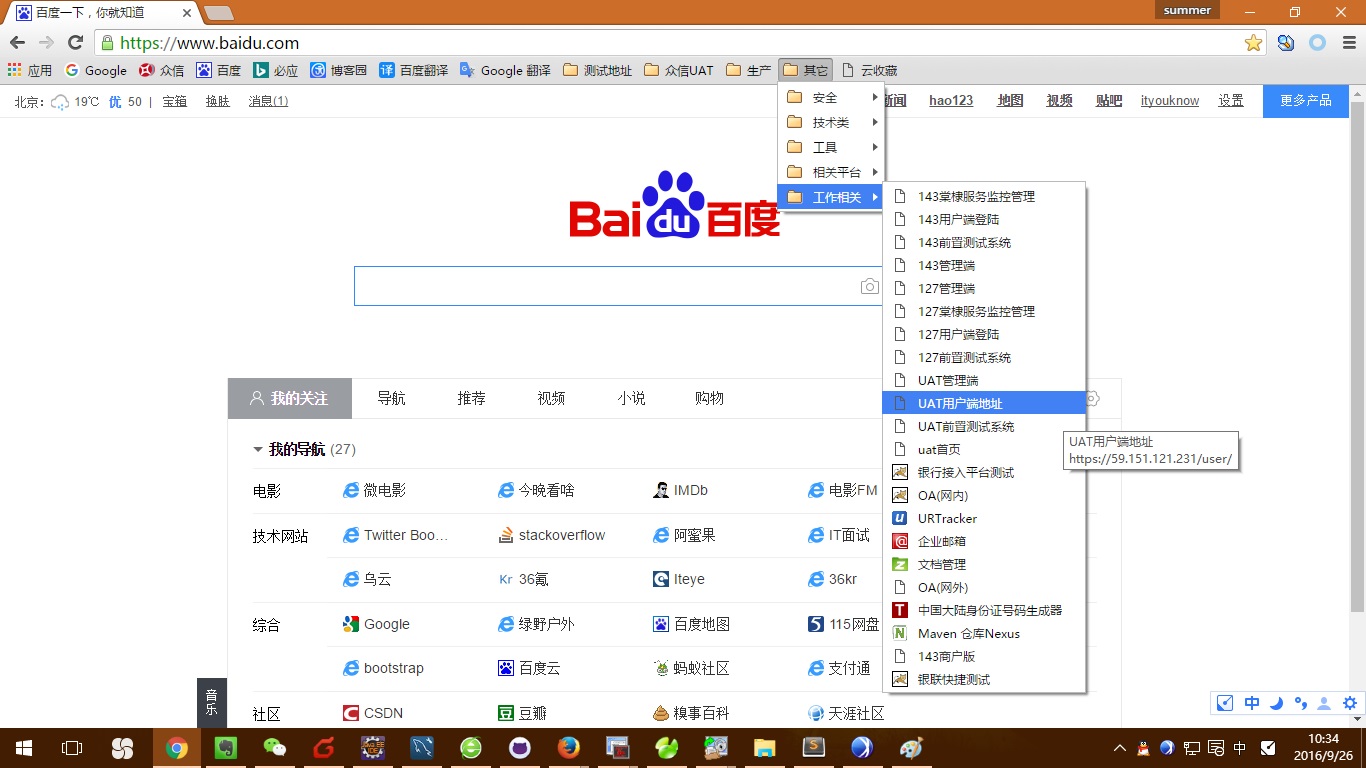 百度一下，你就知道
summer
https://www.baidu.com
应用 Google 众信 百度 必应 博客园 百度翻译 Google 翻译 测试地址 众信UAT 生产 其它 云收藏
北京: 19℃ 优 50 | 宝箱 换肤 消息(1)
新闻 hao123 地图 视频 贴吧 ityouknow 设置 更多产品
安全
技术类
工具
相关平台
工作相关
143棠棣服务监控管理
143用户端登陆
143前置测试系统
143管理端
127管理端
127棠棣服务监控管理
127用户端登陆
127前置测试系统
UAT管理端
UAT用户端地址
UAT前置测试系统
uat首页
银行接入平台测试
OA(网内)
URTracker
企业邮箱
文档管理
OA(网外)
中国大陆身份证号码生成器
Maven 仓库Nexus
143商户版
银联快捷测试
UAT用户端地址
https://59.151.121.231/user/
Bai du 百度
我的关注 导航 推荐 视频 小说 购物
我的导航 (27)
电影 微电影 今晚看啥 IMDb 电影FM
技术网站 Twitter Boo... stackoverflow 阿蜜果 IT面试
乌云 Kr 36氪 Iteye 36kr
综合 Google 绿野户外 百度地图 115网盘
bootstrap 百度云 蚂蚁社区 支付通
社区 CSDN 豆瓣 糗事百科 天涯社区
音乐
中
中
10:34
2016/9/26